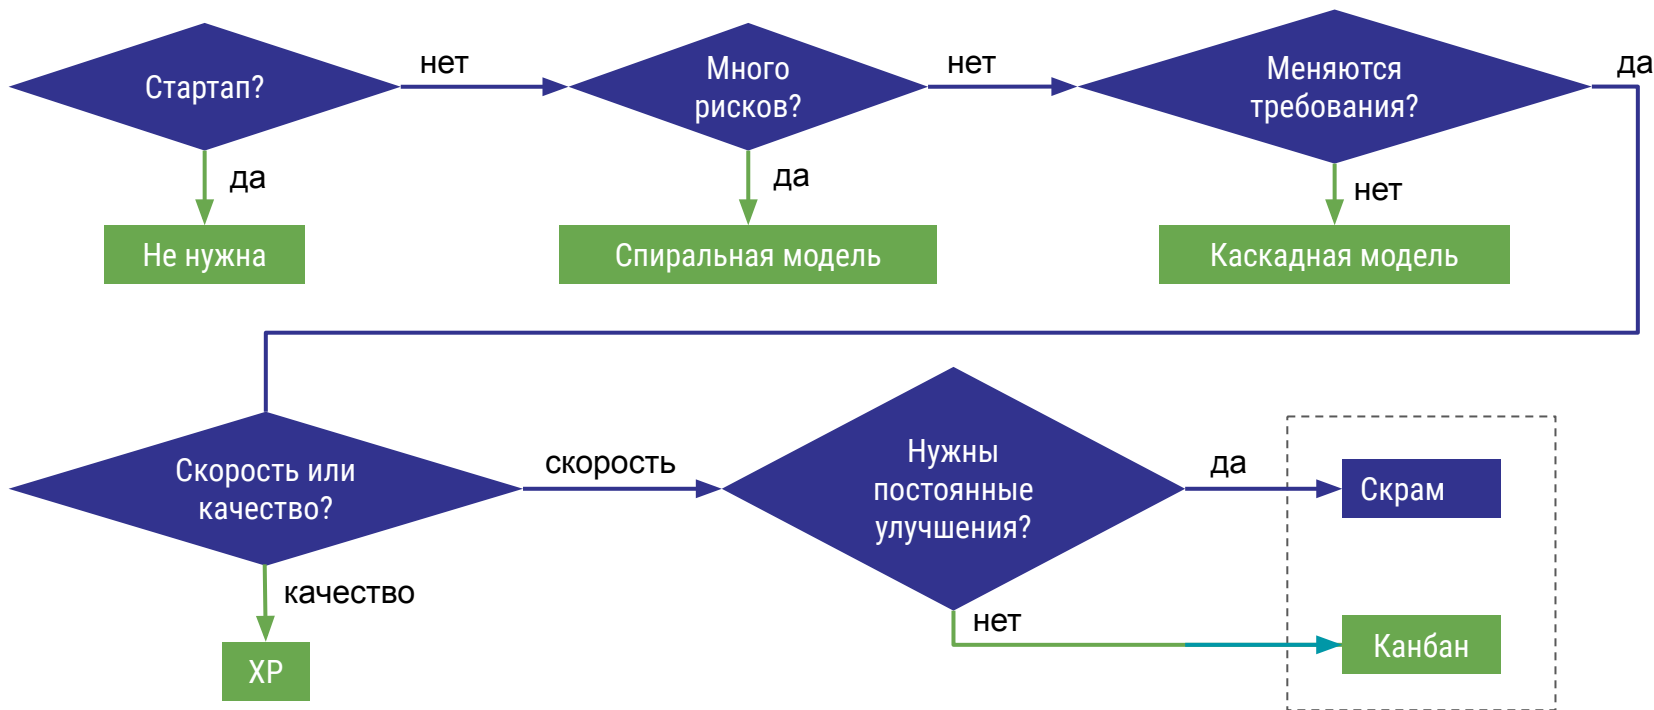 Стартап?
нет
Много
рисков?
нет
Меняются
требования?
да
да
да
нет
Не нужна
Спиральная модель
Каскадная модель
Скорость или
качество?
скорость
Нужны
постоянные
улучшения?
да
Скрам
качество
нет
XP
Канбан